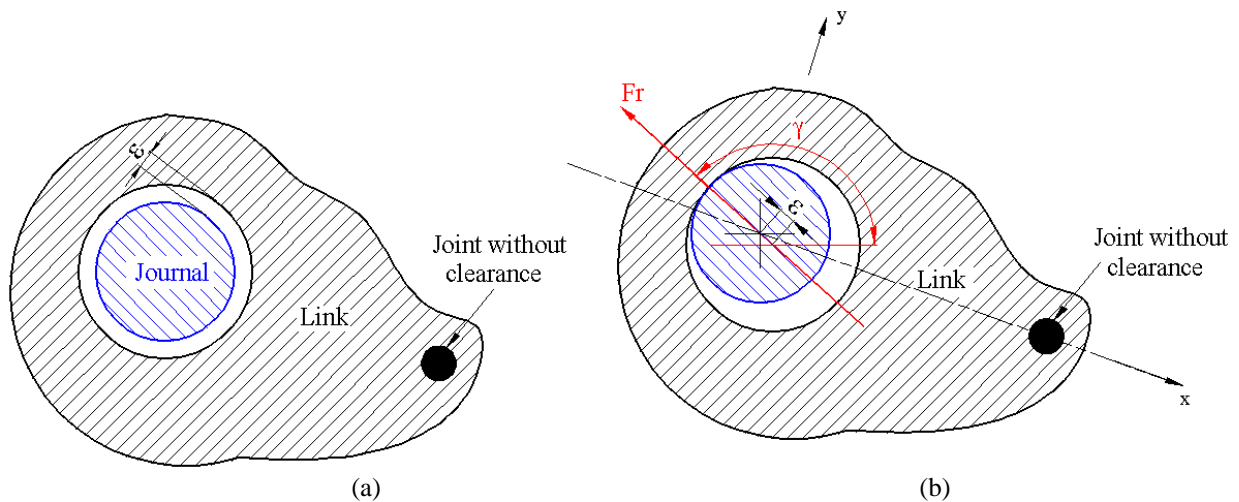 ε
Journal
Link
Joint without
clearance
(a)
y
Fr
γ
ε
Link
Joint without
clearance
x
(b)